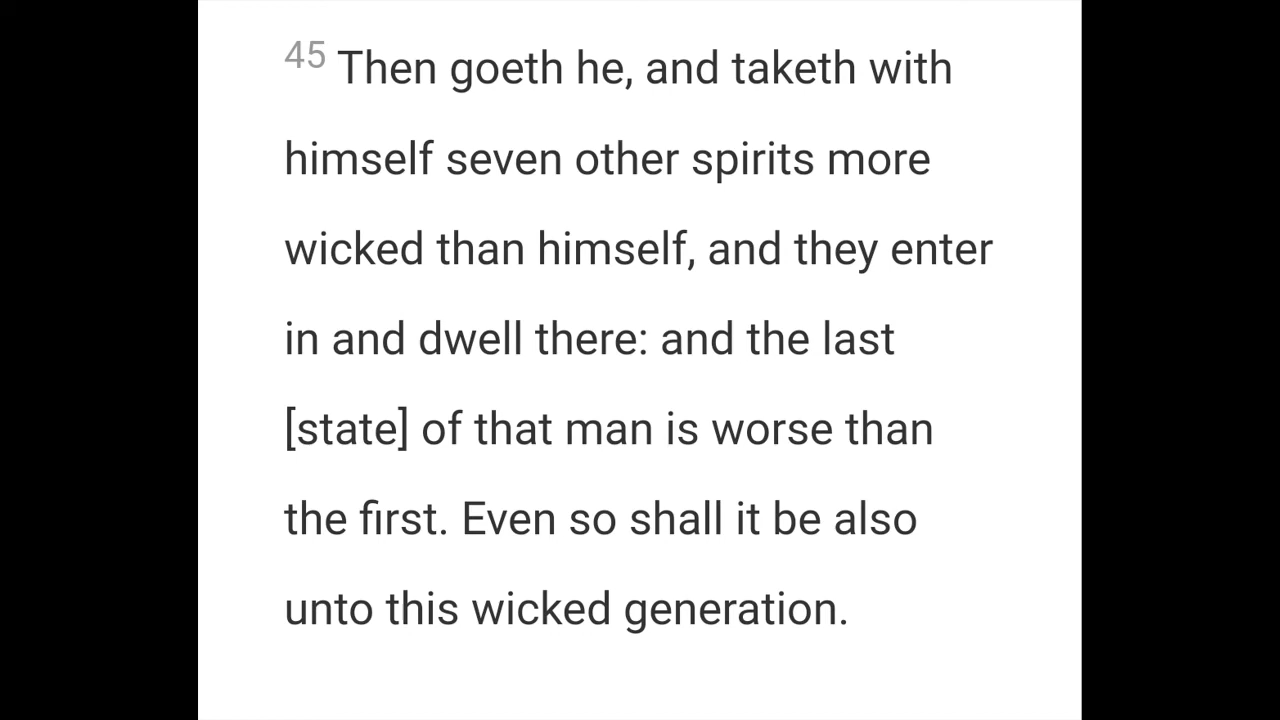 45 Then goeth he, and taketh with
himself seven other spirits more
wicked than himself, and they enter
in and dwell there: and the last
[state] of that man is worse than
the first. Even so shall it be also
unto this wicked generation.